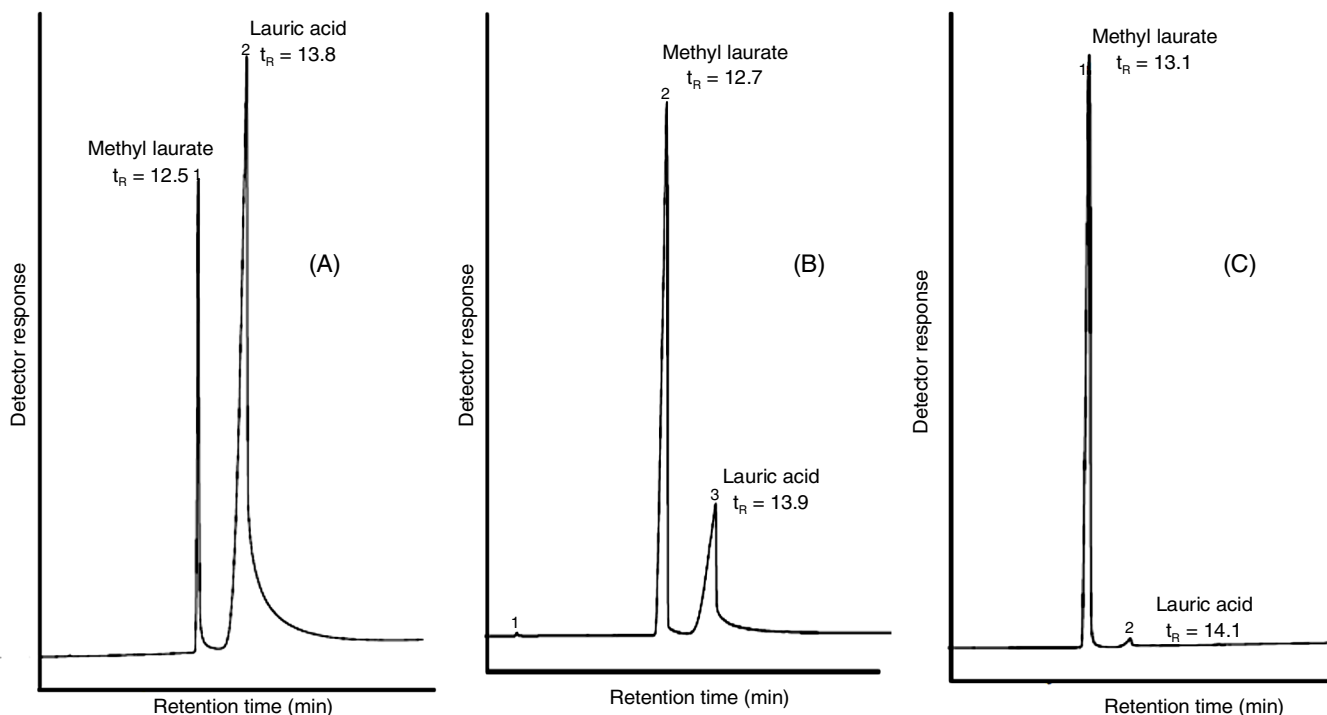 Lauric acid
2 t_R = 13.8
Methyl laurate
t_R = 12.5 1
(A)
Detector response
Retention time (min)
Methyl laurate
t_R = 12.7
2
(B)
Lauric acid
3 t_R = 13.9
1
Detector response
Retention time (min)
Methyl laurate
1 t_R = 13.1
(C)
Lauric acid
2 t_R = 14.1
Detector response
Retention time (min)